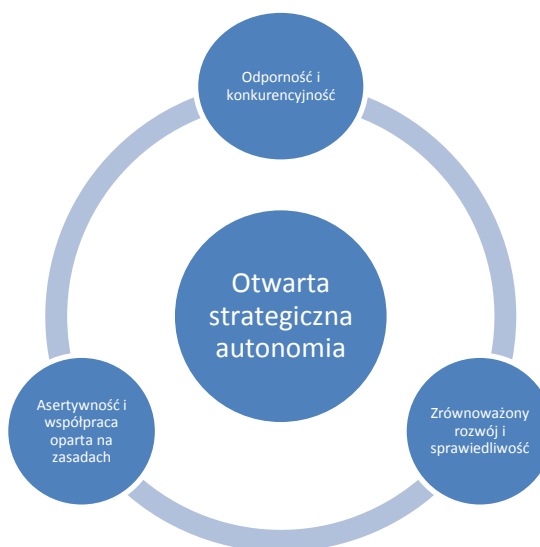 Odporność i
konkurencyjność
Otwarta
strategiczna
autonomia
Asertywność i
współpraca
oparta na
zasadach
Zrównoważony
rozwój i
sprawiedliwość